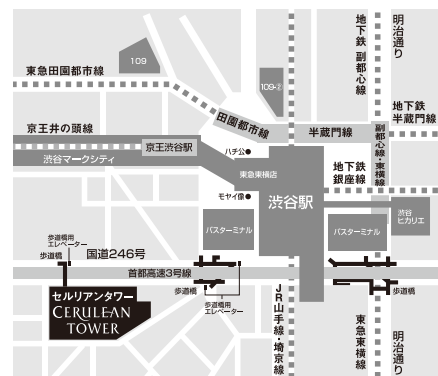 109
109-2
地下鉄 副都心線
明治通り
東急田園都市線
田園都市線
半蔵門線
地下鉄
半蔵門線
副都心線・東横線
京王井の頭線
京王渋谷駅
渋谷マークシティ
ハチ公
東急東横店
モヤイ像
渋谷駅
地下鉄
銀座線
渋谷
ヒカリエ
バスターミナル
バスターミナル
歩道橋用
エレベーター
歩道橋
国道246号
首都高速3号線
セルリアンタワー
CERULEAN
TOWER
歩道橋
歩道橋用
エレベーター
歩道橋
JR山手線・埼京線
東急東横線
明治通り